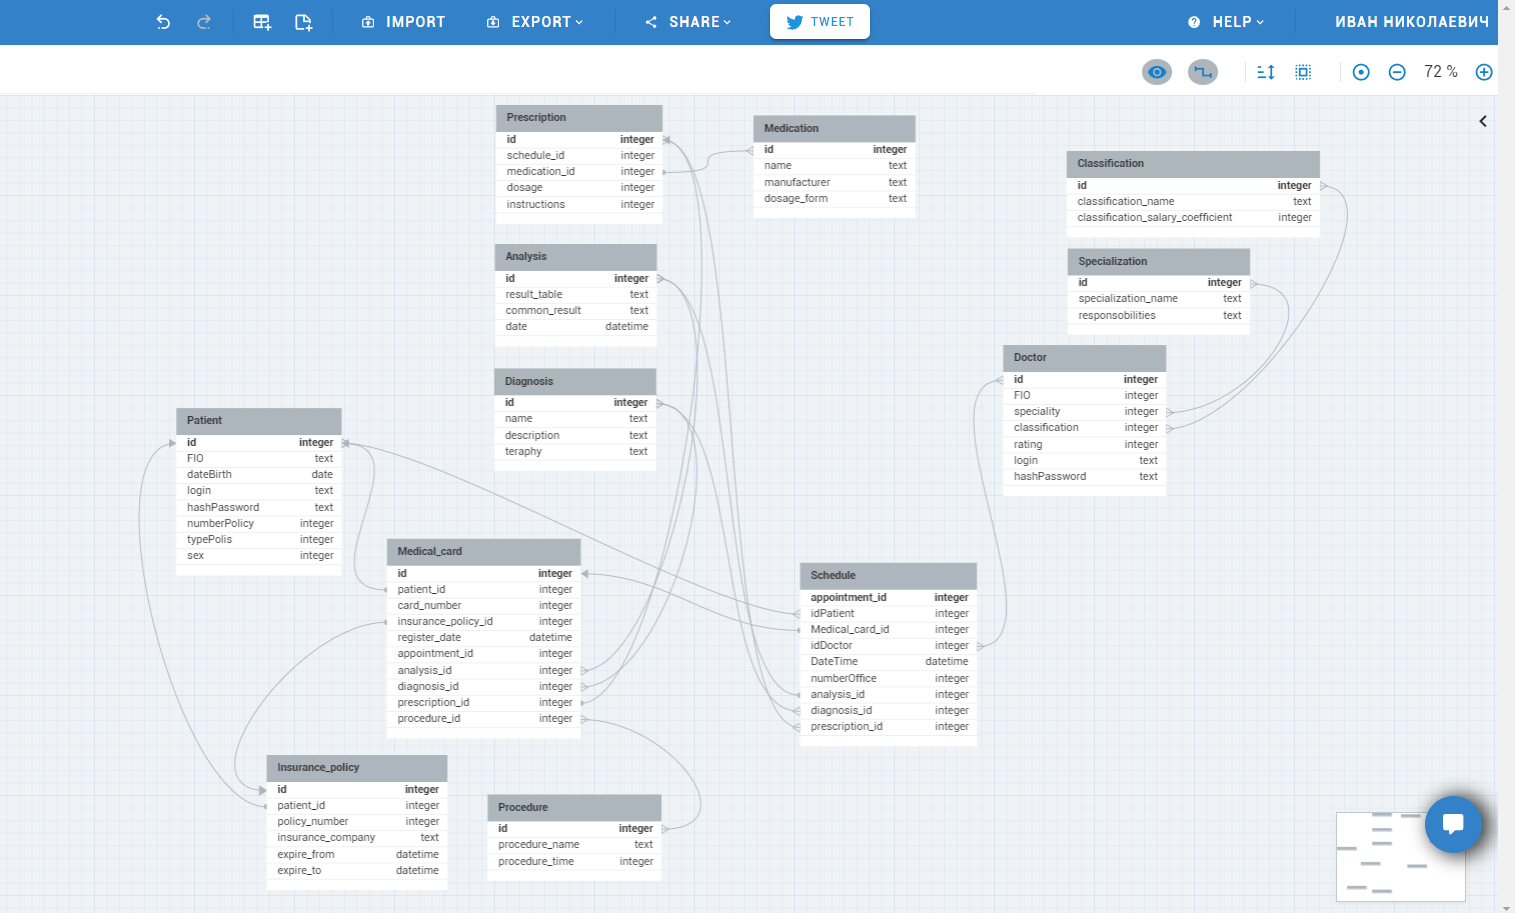 IMPORT EXPORT SHARE TWEET HELP ИВАН НИКОЛАЕВИЧ
72 %
Prescription
id integer
schedule_id integer
medication_id integer
dosage integer
instructions integer
Medication
id integer
name text
manufacturer text
dosage_form text
Classification
id integer
classification_name text
classification_salary_coefficient integer
Analysis
id integer
result_table text
common_result text
date datetime
Specialization
id integer
specialization_name text
responsobilities text
Diagnosis
id integer
name text
description text
teraphy text
Doctor
id integer
FIO integer
speciality integer
classification integer
rating integer
login text
hashPassword text
Patient
id integer
FIO text
dateBirth date
login text
hashPassword text
numberPolicy integer
typePolis integer
sex integer
Medical_card
id integer
patient_id integer
card_number integer
insurance_policy_id integer
register_date datetime
appointment_id integer
analysis_id integer
diagnosis_id integer
prescription_id integer
procedure_id integer
Schedule
appointment_id integer
idPatient integer
Medical_card_id integer
idDoctor integer
DateTime datetime
numberOffice integer
analysis_id integer
diagnosis_id integer
prescription_id integer
Insurance_policy
id integer
patient_id integer
policy_number integer
insurance_company text
expire_from datetime
expire_to datetime
Procedure
id integer
procedure_name text
procedure_time integer